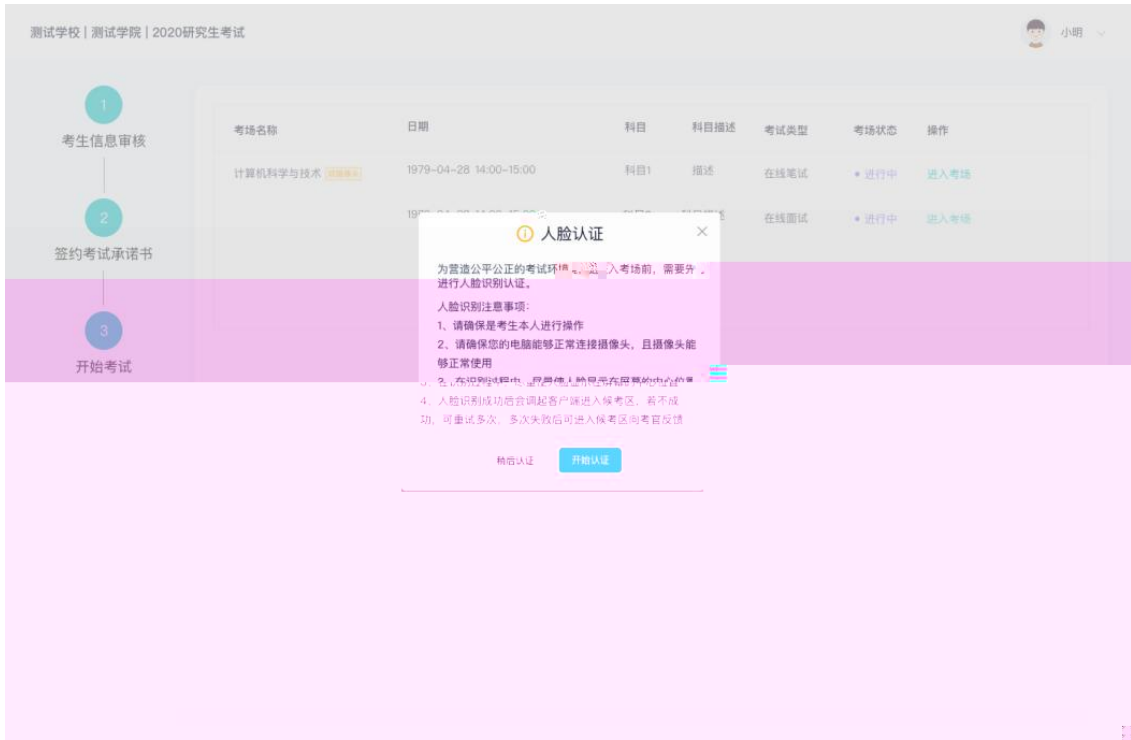 测试学校 | 测试学院 | 2020研究生考试
小明
1
考生信息审核
2
签约考试承诺书
3
开始考试
考场名称 日期 科目 科目描述 考试类型 考场状态 操作
计算机科学与技术 1979-04-28 14:00-15:00 科目1 描述 在线笔试 进行中 进入考场
在线面试 进行中 进入考场
人脸认证
为营造公平公正的考试环 入考场前，需要先
进行人脸识别认证。
人脸识别注意事项：
1、请确保是考生本人进行操作
2、请确保您的电脑能够正常连接摄像头，且摄像头能
够正常使用
4、人脸识别成功后会调起客户端进入候考区，若不成
功，可重试多次，多次失败后可进入候考区向考官反馈
稍后认证
开始认证